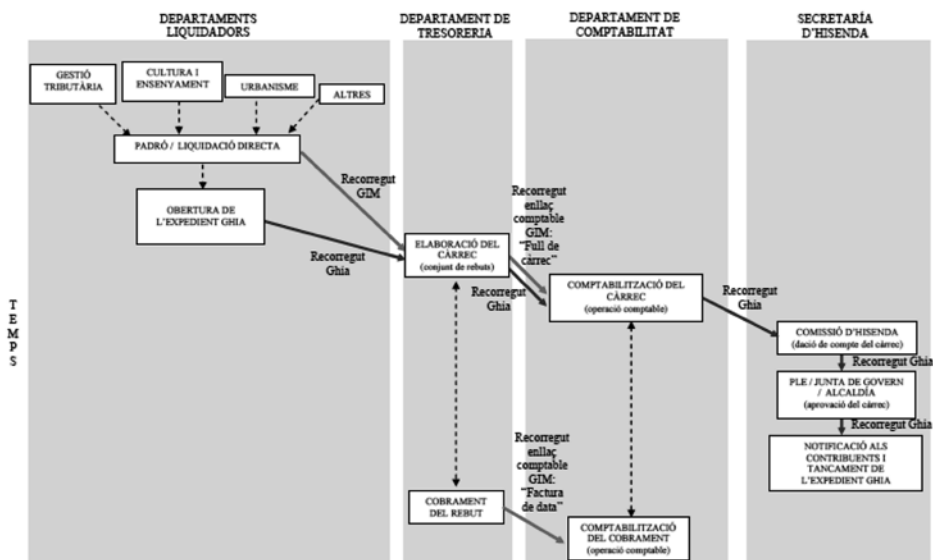 DEPARTAMENTS
LIQUIDADORS
DEPARTAMENT DE
TRESORERIA
DEPARTAMENT DE
COMPTABILITAT
SECRETARÍA
D'HISENDA
GESTIÓ
TRIBUTÀRIA
CULTURA I
ENSENYAMENT
URBANISME
ALTRES
PADRÓ / LIQUIDACIÓ DIRECTA
Recorregut
GIM
OBERTURA DE
L'EXPEDIENT GHIA
Recorregut
Ghia
ELABORACIÓ DEL
CÀRREC
(conjunt de rebuts)
Recorregut
enllaç
comptable
GIM:
"Full de
càrrec"
Recorregut
Ghia
COMPTABILITZACIÓ DEL
CÀRREC
(operació comptable)
Recorregut
Ghia
T
E
M
P
S
COMISSIÓ D'HISENDA
(dació de compte del càrrec)
Recorregut Ghia
PLE / JUNTA DE GOVERN
/ ALCALDÍA
(aprovació del càrrec)
Recorregut Ghia
NOTIFICACIÓ ALS
CONTRIBUENTS I
TANCAMENT DE
L'EXPEDIENT GHIA
Recorregut
enllaç
comptable
GIM:
"Factura
de data"
COBRAMENT
DEL REBUT
COMPTABILITZACIÓ
DEL COBRAMENT
(operació comptable)